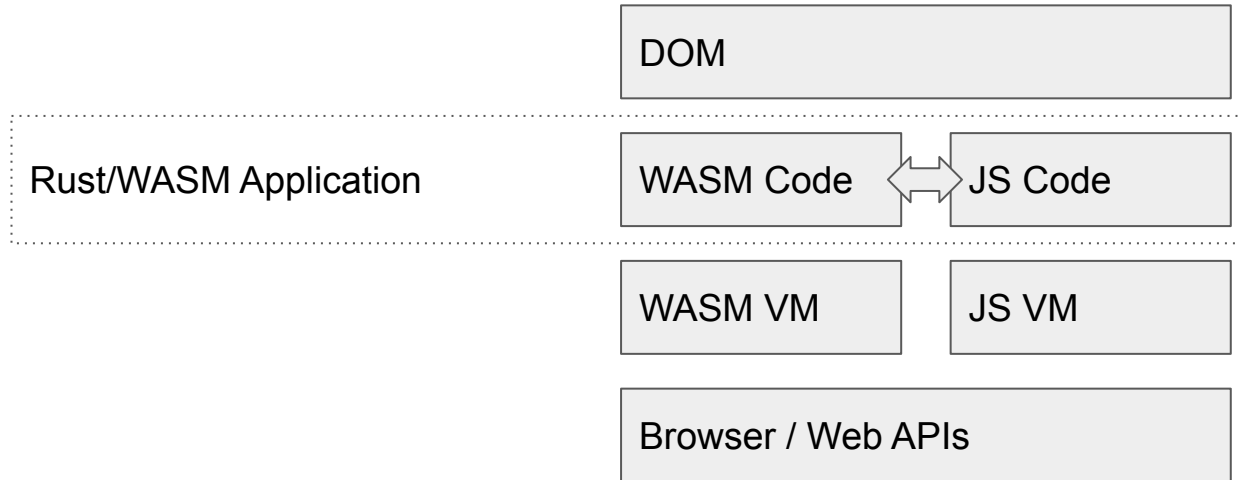 DOM
Rust/WASM Application
WASM Code
JS Code
WASM VM
JS VM
Browser / Web APIs